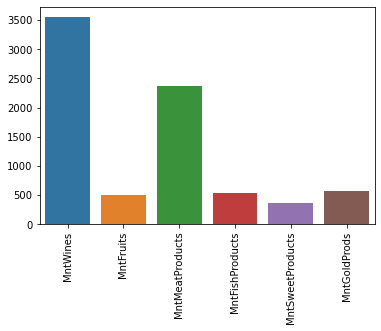 3500
3000
2500
2000
1500
1000
500
0
MntWines
MntFruits
MntMeatProducts
MntFishProducts
MntSweetProducts
MntGoldProds